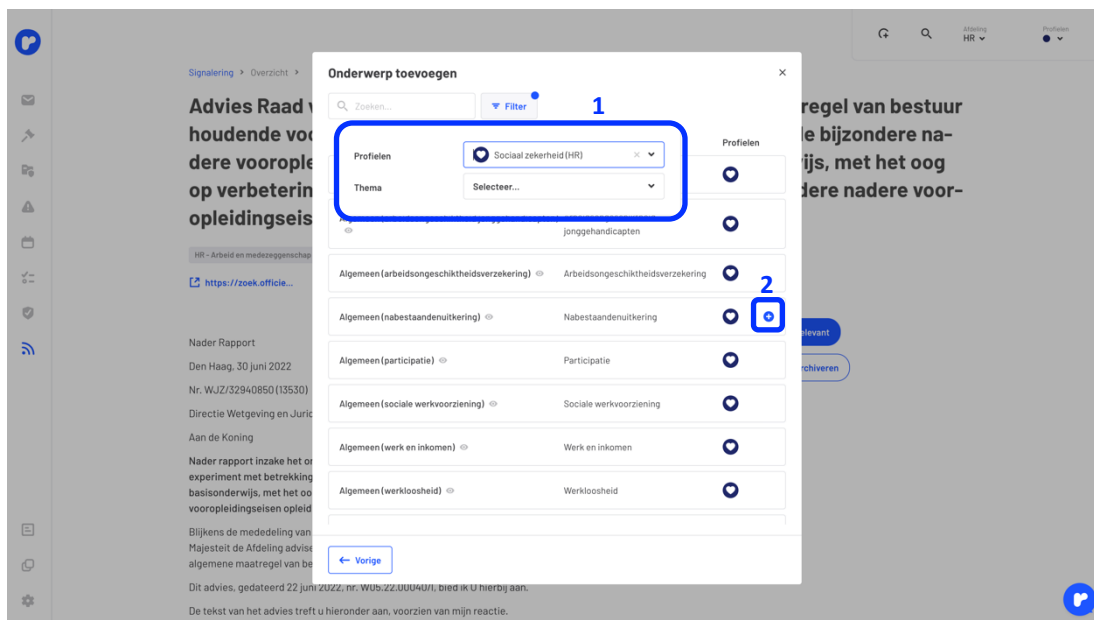 Afdeling
HR
Profielen
Signalering > Overzicht >
Onderwerp toevoegen
Zoeken...
Filter
1
Advies Raad
regel van bestuur
houdende voo
le bijzondere na-
dere voorople
ijs, met het oog
op verbeterin
dere nadere voor-
opleidingseis
Profielen
Profielen
Sociaal zekerheid (HR)
Thema
Selecteer...
jonggehandicapten
HR - Arbeid en medezeggenschap
https://zoek.officie...
Algemeen (arbeidsongeschiktheidsverzekering)
Arbeidsongeschiktheidsverzekering
2
Algemeen (nabestaandenuitkering)
Nabestaandenuitkering
elevant
Nader Rapport
Algemeen (participatie)
Participatie
Den Haag, 30 juni 2022
rchiveren
Nr. WJZ/32940850 (13530)
Algemeen (sociale werkvoorziening)
Sociale werkvoorziening
Directie Wetgeving en Juric
Aan de Koning
Algemeen (werk en inkomen)
Werk en inkomen
Nader rapport inzake het on
experiment met betrekking
basisonderwijs, met het oo
vooropleidingseisen opleid
Algemeen (werkloosheid)
Werkloosheid
Blijkens de mededeling van
Majesteit de Afdeling advise
algemene maatregel van be
Vorige
Dit advies, gedateerd 22 juni 2022, nr. W05.22.00040/I, bied ik U hierbij aan.
De tekst van het advies treft u hieronder aan, voorzien van mijn reactie.